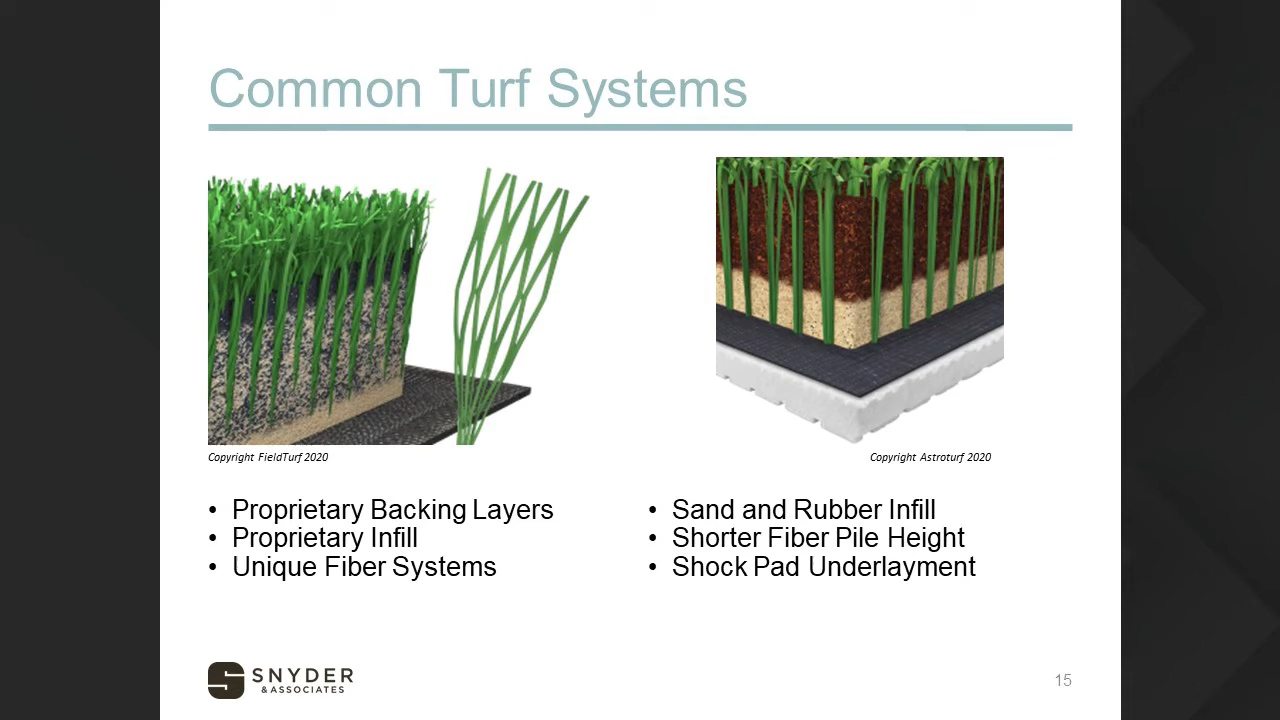 Common Turf Systems
Copyright FieldTurf 2020
Copyright Astroturf 2020
• Proprietary Backing Layers
• Proprietary Infill
• Unique Fiber Systems
• Sand and Rubber Infill
• Shorter Fiber Pile Height
• Shock Pad Underlayment
SNYDER
& ASSOCIATES
15